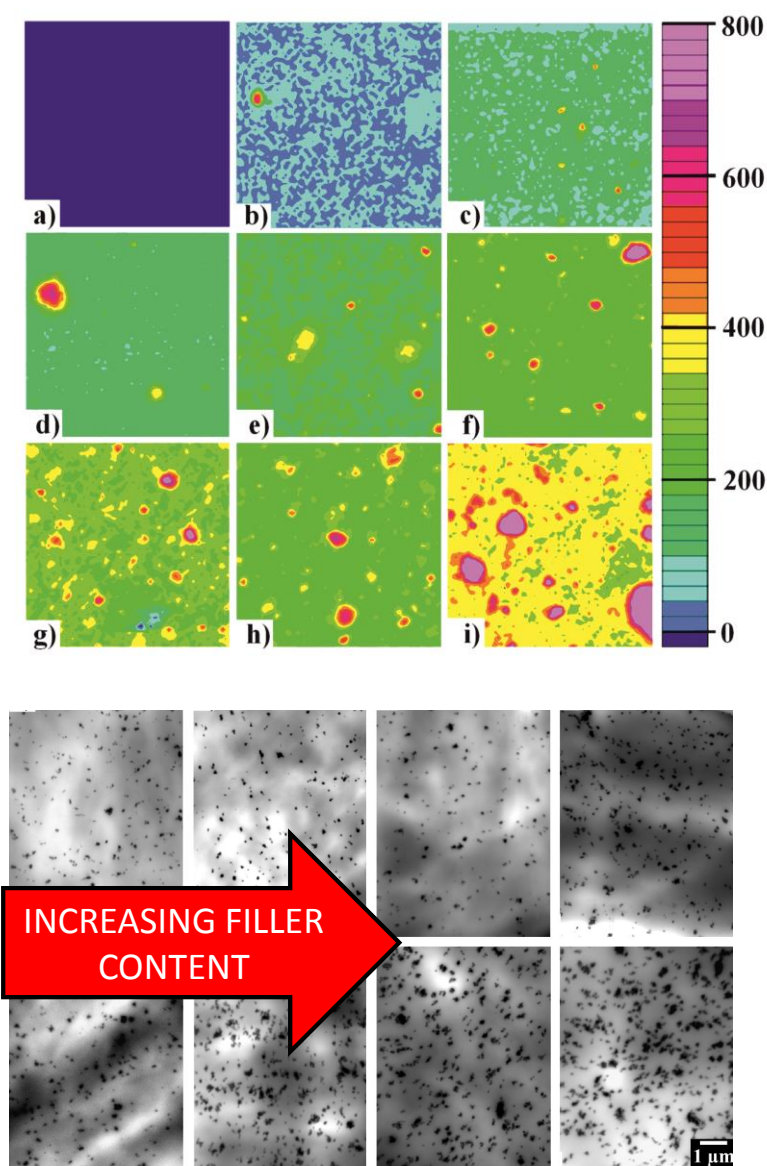 800
600
400
200
0
a)
b)
c)
d)
e)
f)
g)
h)
i)
INCREASING FILLER
CONTENT
1 µm